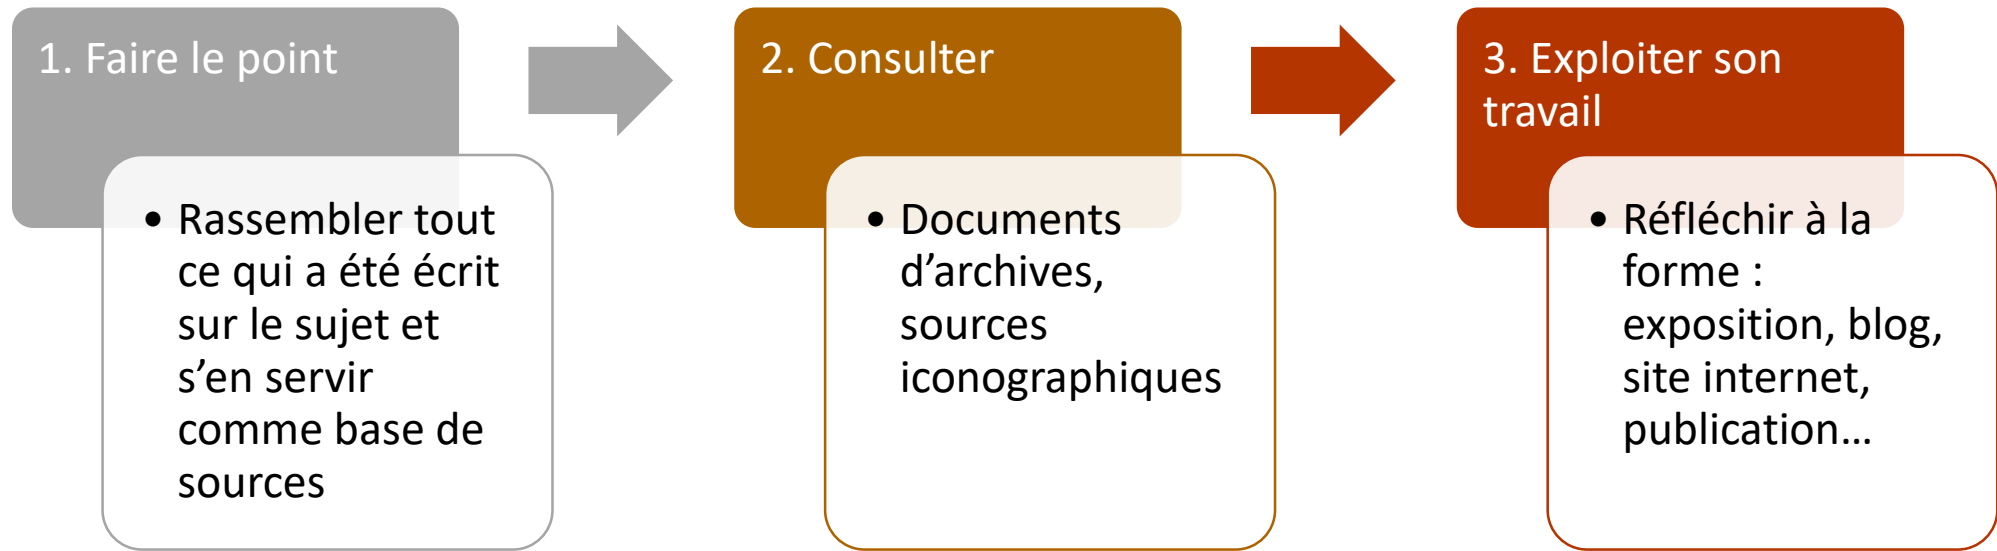 1. Faire le point
• Rassembler tout
ce qui a été écrit
sur le sujet et
s’en servir
comme base de
sources
2. Consulter
• Documents
d’archives,
sources
iconographiques
3. Exploiter son
travail
• Réfléchir à la
forme :
exposition, blog,
site internet,
publication…